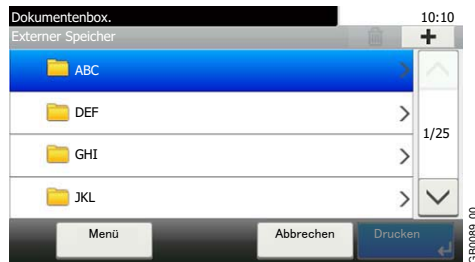 Dokumentenbox. 10:10
Externer Speicher
ABC
DEF
1/25
GHI
JKL
Menü Abbrechen Drucken
GB0089_00